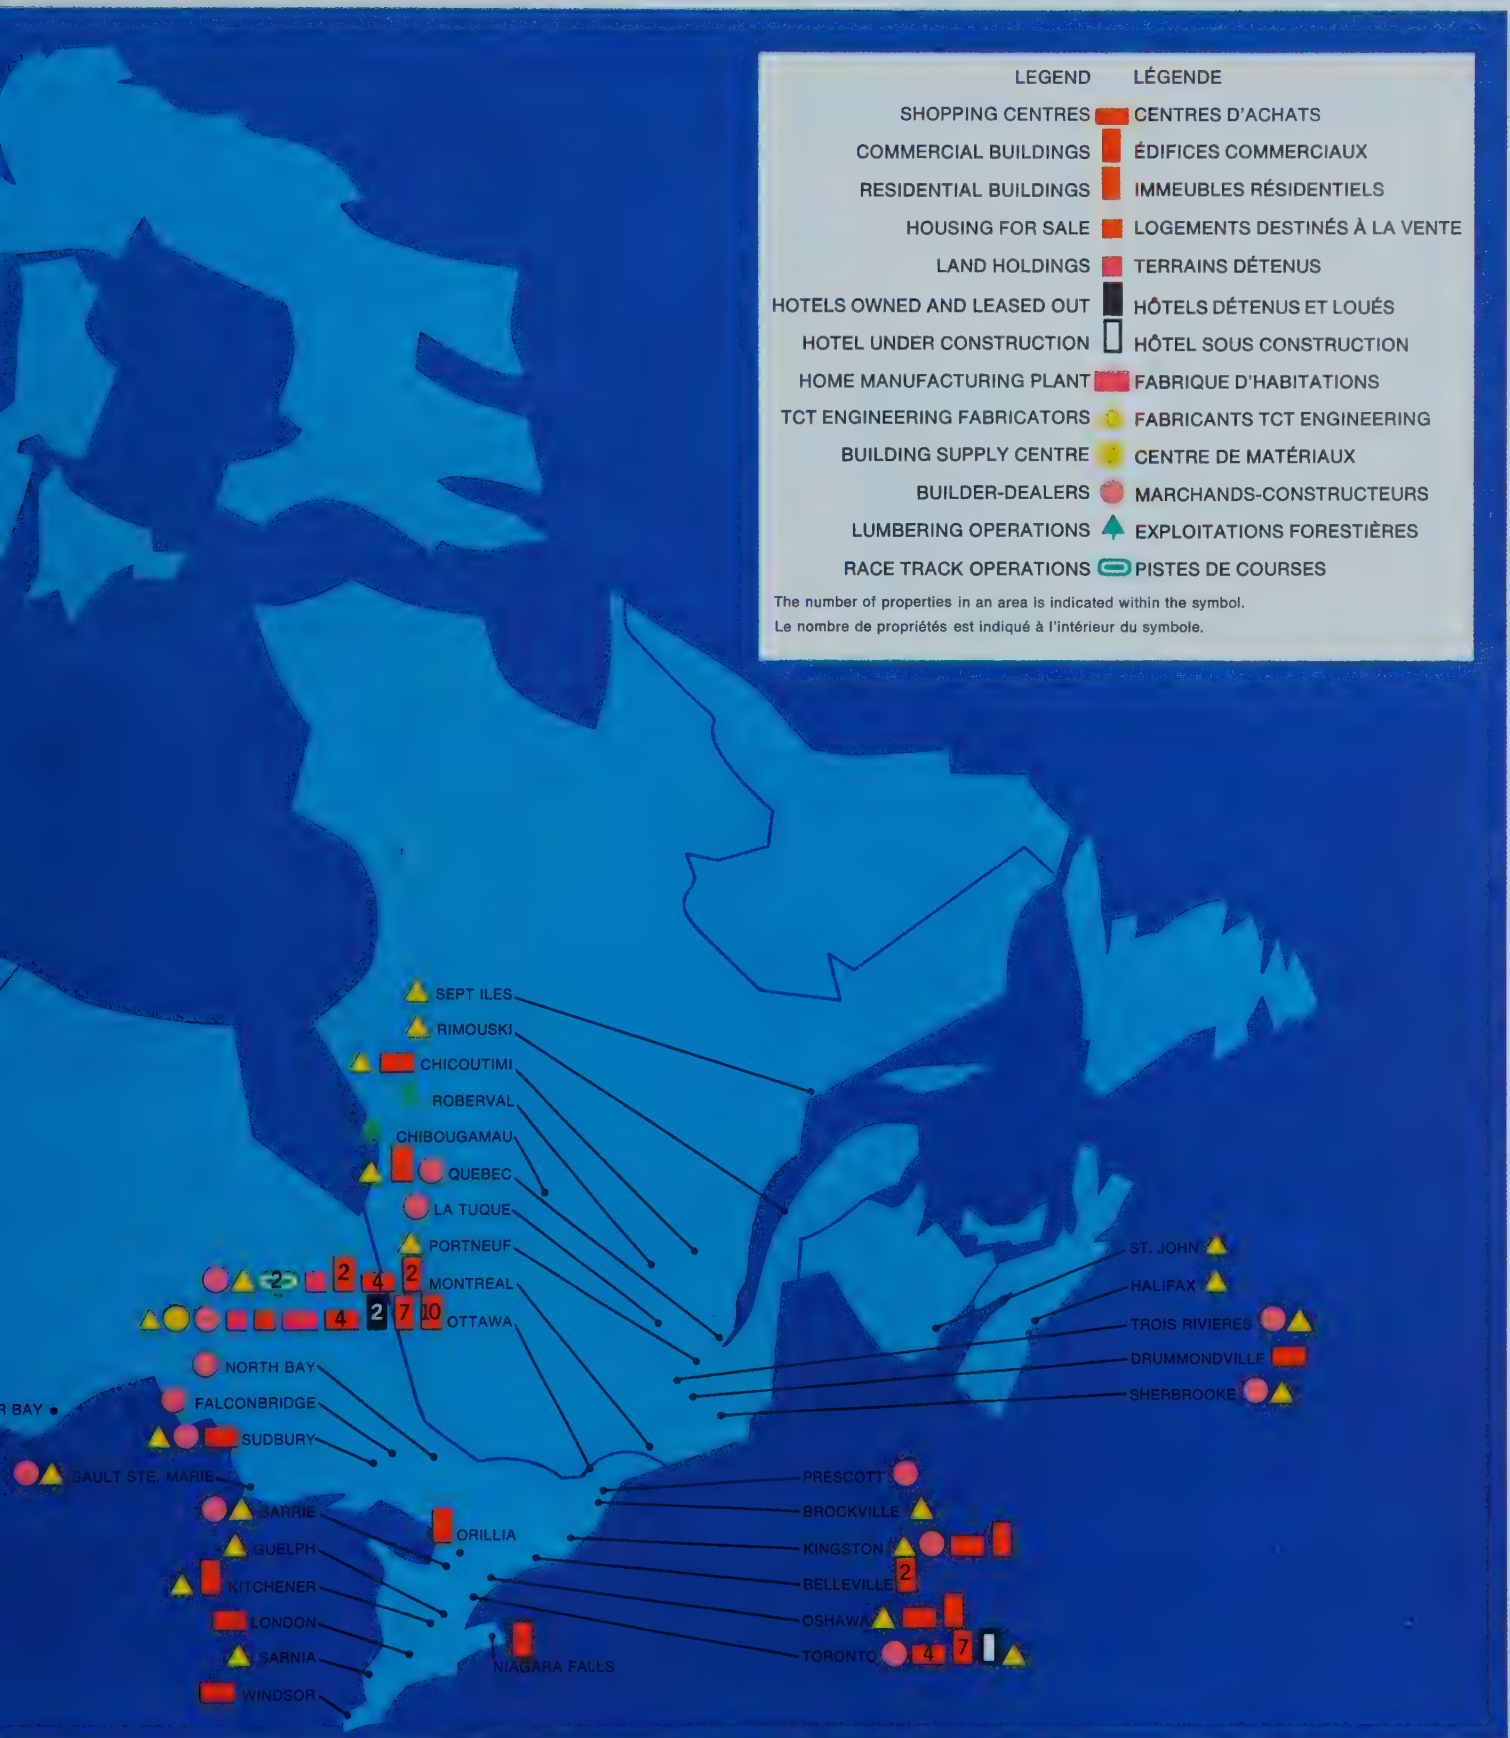 LEGEND LÉGENDE
SHOPPING CENTRES CENTRES D'ACHATS
COMMERCIAL BUILDINGS ÉDIFICES COMMERCIAUX
RESIDENTIAL BUILDINGS IMMEUBLES RÉSIDENTIELS
HOUSING FOR SALE LOGEMENTS DESTINÉS À LA VENTE
LAND HOLDINGS TERRAINS DÉTENUS
HOTELS OWNED AND LEASED OUT HÔTELS DÉTENUS ET LOUÉS
HOTEL UNDER CONSTRUCTION HÔTEL SOUS CONSTRUCTION
HOME MANUFACTURING PLANT FABRIQUE D'HABITATIONS
TCT ENGINEERING FABRICATORS FABRICANTS TCT ENGINEERING
BUILDING SUPPLY CENTRE CENTRE DE MATÉRIAUX
BUILDER-DEALERS MARCHANDS-CONSTRUCTEURS
LUMBERING OPERATIONS EXPLOITATIONS FORESTIÈRES
RACE TRACK OPERATIONS PISTES DE COURSES
The number of properties in an area is indicated within the symbol.
Le nombre de propriétés est indiqué à l'intérieur du symbole.
SEPT ILES
RIMOUSKI
CHICOUTIMI
ROBERVAL
CHIBOUGAMAU
QUEBEC
LA TUQUE
PORTNEUF
2 2 4 2 MONTREAL
4 2 7 10 OTTAWA
NORTH BAY
FALCONBRIDGE
R BAY
SUDBURY
SAULT STE. MARIE
BARRIE
ORILLIA
GUELPH
KITCHENER
LONDON
SARNIA
NIAGARA FALLS
WINDSOR
ST. JOHN
HALIFAX
TROIS RIVIERES
DRUMMONDVILLE
SHERBROOKE
PRESCOTT
BROCKVILLE
KINGSTON
BELLEVILLE 2
OSHAWA
TORONTO 4 7